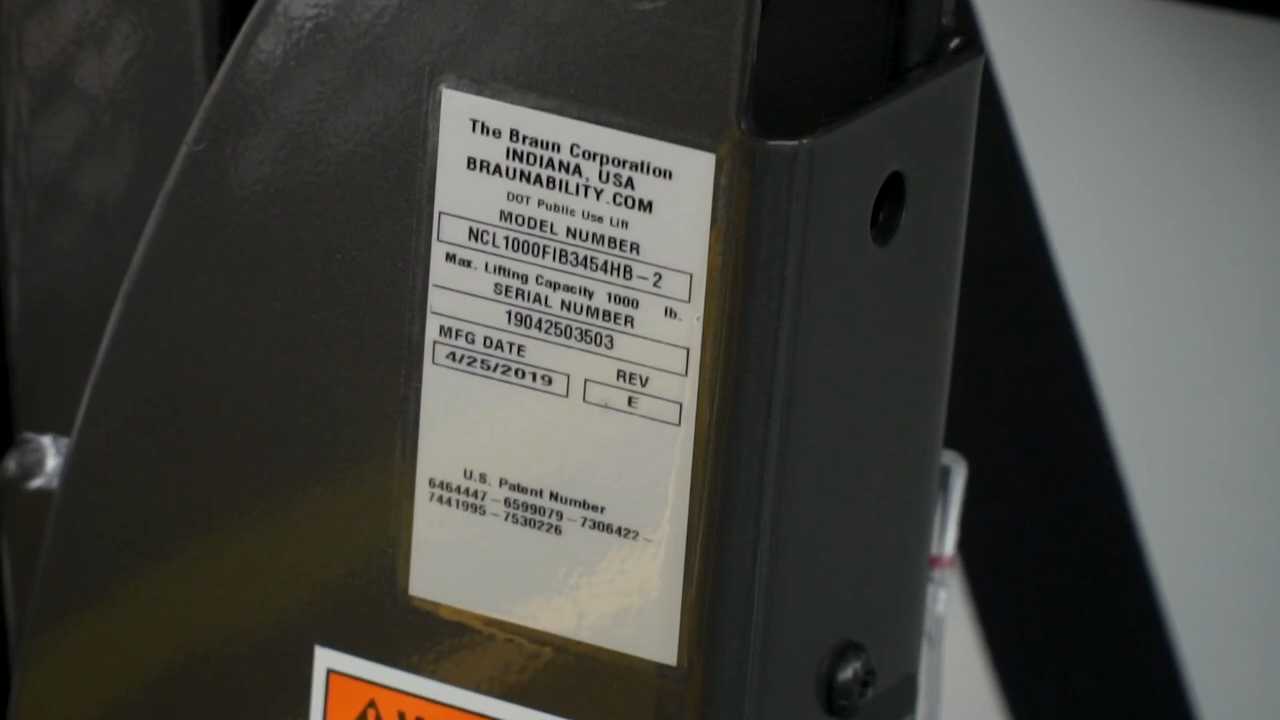 The Braun Corporation
INDIANA, USA
BRAUNABILITY.COM
DOT Public Use Lift
MODEL NUMBER
NCL1000FIB3454HB-2
Max. Lifting Capacity 1000 lb.
SERIAL NUMBER
19042503503
MFG DATE
4/25/2019
REV
E
U.S. Patent Number
6464447-6599079-7306422-
7441995-7530226